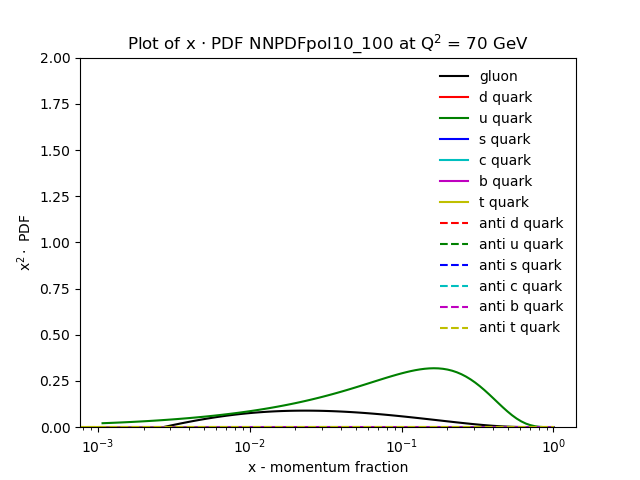 Plot of x · PDF NNPDFpol10_100 at Q² = 70 GeV
2.00
1.75
1.50
1.25
1.00
0.75
0.50
0.25
0.00
x² · PDF
gluon
d quark
u quark
s quark
c quark
b quark
t quark
anti d quark
anti u quark
anti s quark
anti c quark
anti b quark
anti t quark
10⁻³ 10⁻² 10⁻¹ 10⁰
x - momentum fraction